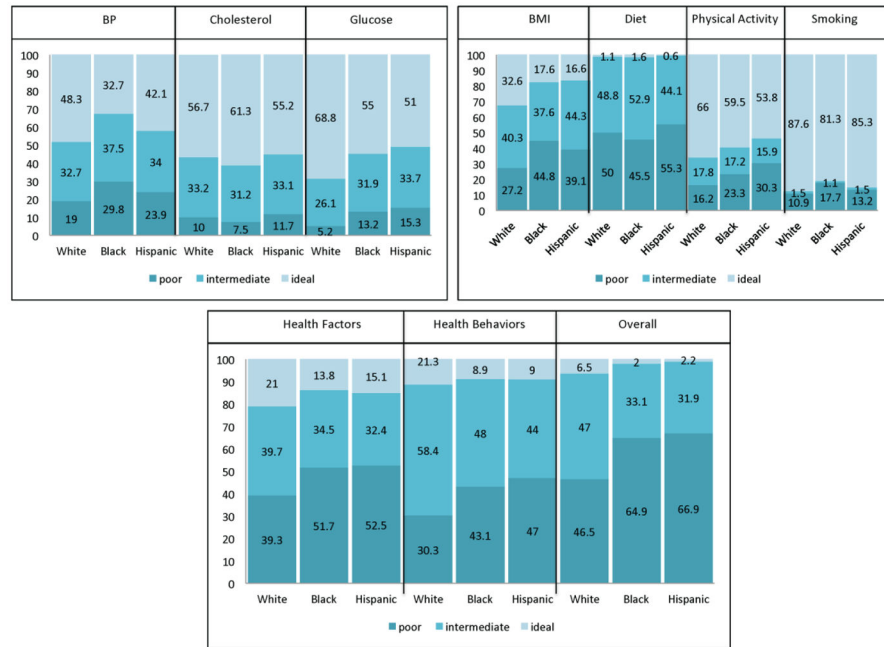 BP Cholesterol Glucose
100
90
80
70
60
50
40
30
20
10
0
48.3 32.7 42.1 56.7 61.3 55.2 68.8 55 51
32.7 37.5 34 33.2 31.2 33.1 26.1 31.9 33.7
19 29.8 23.9 10 7.5 11.7 5.2 13.2 15.3
White Black Hispanic White Black Hispanic White Black Hispanic
poor intermediate ideal
BMI Diet Physical Activity Smoking
100
90
80
70
60
50
40
30
20
10
0
32.6 17.6 16.6 1.1 1.6 0.6 66 59.5 53.8 87.6 81.3 85.3
40.3 37.6 44.3 48.8 52.9 44.1 17.8 17.2 15.9 1.5 1.1 1.5
27.2 44.8 39.1 50 45.5 55.3 16.2 23.3 30.3 10.9 17.7 13.2
White Black Hispanic White Black Hispanic White Black Hispanic White Black Hispanic
poor intermediate ideal
Health Factors Health Behaviors Overall
100
90
80
70
60
50
40
30
20
10
0
21 13.8 15.1 21.3 8.9 9 6.5 2 2.2
39.7 34.5 32.4 58.4 48 44 47 33.1 31.9
39.3 51.7 52.5 30.3 43.1 47 46.5 64.9 66.9
White Black Hispanic White Black Hispanic White Black Hispanic
poor intermediate ideal